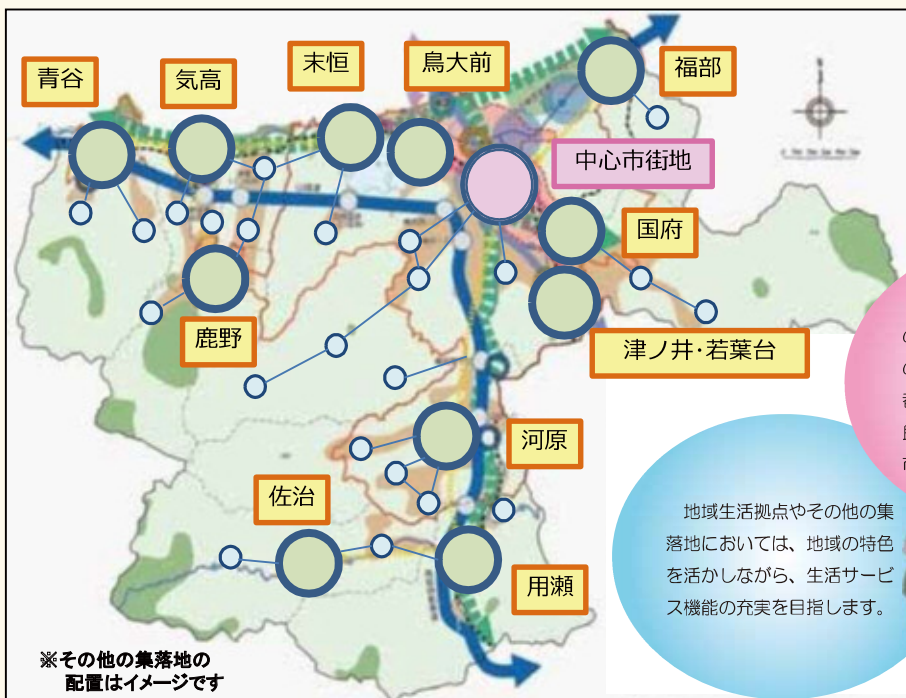 青谷
気高
末恒
鳥大前
福部
中心市街地
国府
津ノ井・若葉台
鹿野
河原
佐治
用瀬
地域生活拠点やその他の集
落地においては、地域の特色
を活かしながら、生活サービ
ス機能の充実を目指します。
※その他の集落地の
配置はイメージです